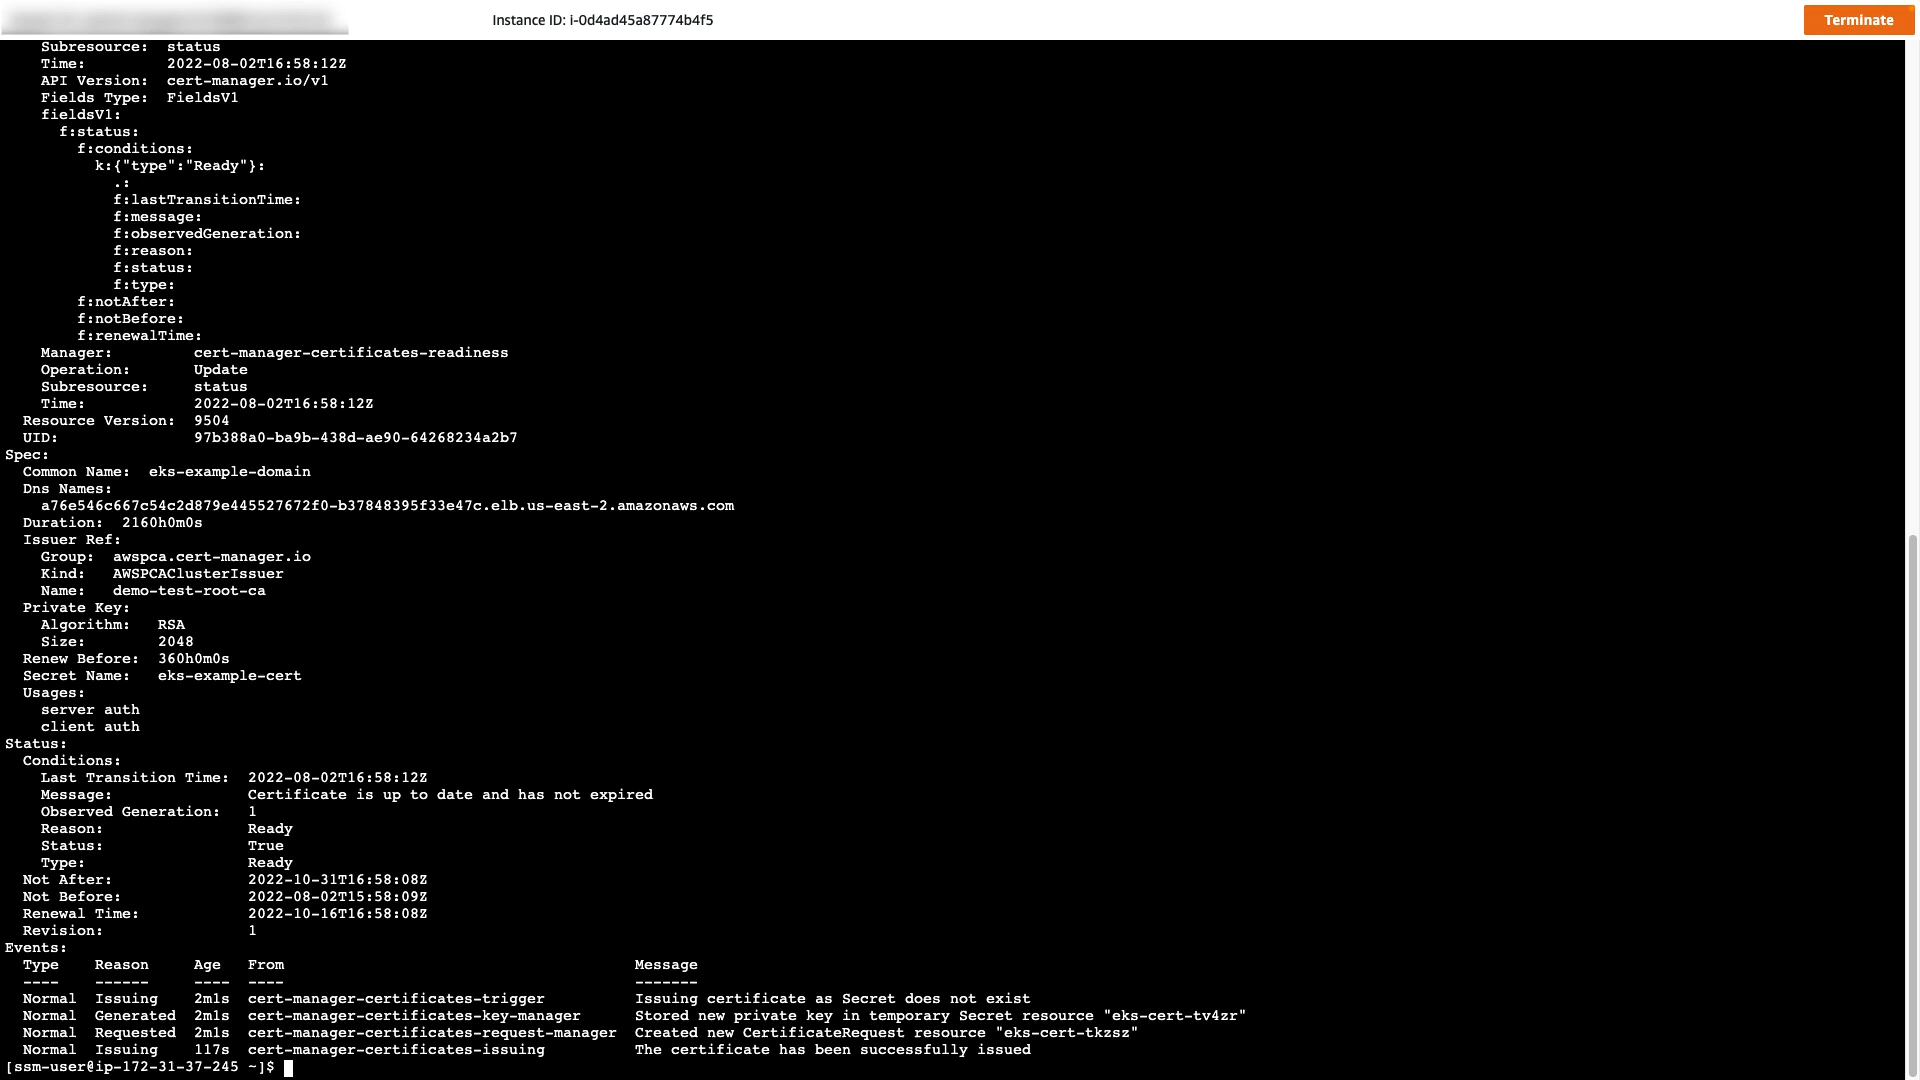 Instance ID: i-0d4ad45a87774b4f5
Terminate
Subresource: status
Time: 2022-08-02T16:58:12Z
API Version: cert-manager.io/v1
Fields Type: FieldsV1
fieldsV1:
f:status:
f:conditions:
k:{"type":"Ready"}:
.:
f:lastTransitionTime:
f:message:
f:observedGeneration:
f:reason:
f:status:
f:type:
f:notAfter:
f:notBefore:
f:renewalTime:
Manager: cert-manager-certificates-readiness
Operation: Update
Subresource: status
Time: 2022-08-02T16:58:12Z
Resource Version: 9504
UID: 97b388a0-ba9b-438d-ae90-64268234a2b7
Spec:
Common Name: eks-example-domain
Dns Names:
a76e546c667c54c2d879e445527672f0-b37848395f33e47c.elb.us-east-2.amazonaws.com
Duration: 2160h0m0s
Issuer Ref:
Group: awspca.cert-manager.io
Kind: AWSPCAClusterIssuer
Name: demo-test-root-ca
Private Key:
Algorithm: RSA
Size: 2048
Renew Before: 360h0m0s
Secret Name: eks-example-cert
Usages:
server auth
client auth
Status:
Conditions:
Last Transition Time: 2022-08-02T16:58:12Z
Message: Certificate is up to date and has not expired
Observed Generation: 1
Reason: Ready
Status: True
Type: Ready
Not After: 2022-10-31T16:58:08Z
Not Before: 2022-08-02T15:58:09Z
Renewal Time: 2022-10-16T16:58:08Z
Revision: 1
Events:
Type Reason Age From Message
---- ------ ---- ---- -------
Normal Issuing 2m1s cert-manager-certificates-trigger Issuing certificate as Secret does not exist
Normal Generated 2m1s cert-manager-certificates-key-manager Stored new private key in temporary Secret resource "eks-cert-tv4zr"
Normal Requested 2m1s cert-manager-certificates-request-manager Created new CertificateRequest resource "eks-cert-tkzsz"
Normal Issuing 117s cert-manager-certificates-issuing The certificate has been successfully issued
[ssm-user@ip-172-31-37-245 ~]$